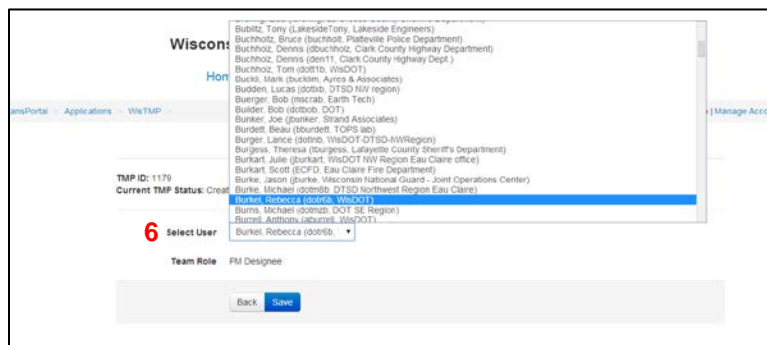 Wiscons
Hom
ansPortal Applications WisTMP | Manage Acco
Bublitz, Tony (LakesideTony, Lakeside Engineers)
Buchholtz, Bruce (buchholt, Platteville Police Department)
Buchholz, Dennis (dbuchholz, Clark County Highway Department)
Buchholz, Dennis (den11, Clark County Highway Dept.)
Buchholz, Tom (dott1b, WisDOT)
Buckli, Mark (bucklim, Ayres & Associates)
Budden, Lucas (dotlxb, DTSD NW region)
Buerger, Bob (mscrab, Earth Tech)
Builder, Bob (dotbob, DOT)
Bunker, Joe (jbunker, Strand Associates)
Burdett, Beau (bburdett, TOPS lab)
Burger, Lance (dotlnb, WisDOT-DTSD-NWRegion)
Burgess, Theresa (tburgess, Lafayette County Sheriff's Department)
Burkart, Julie (jburkart, WisDOT NW Region Eau Claire office)
Burkart, Scott (ECFD, Eau Claire Fire Department)
Burke, Jason (jburke, Wisconsin National Guard - Joint Operations Center)
Burke, Michael (dotm8b, DTSD Northwest Region Eau Claire)
Burkel, Rebecca (dotr6b, WisDOT)
Burns, Michael (dotmzb, DOT SE Region)
Burrell, Anthony (aburrell, WisDOT)
TMP ID: 1179
Current TMP Status: Creat
6 Select User Burkel, Rebecca (dotr6b,
Team Role PM Designee
Back Save